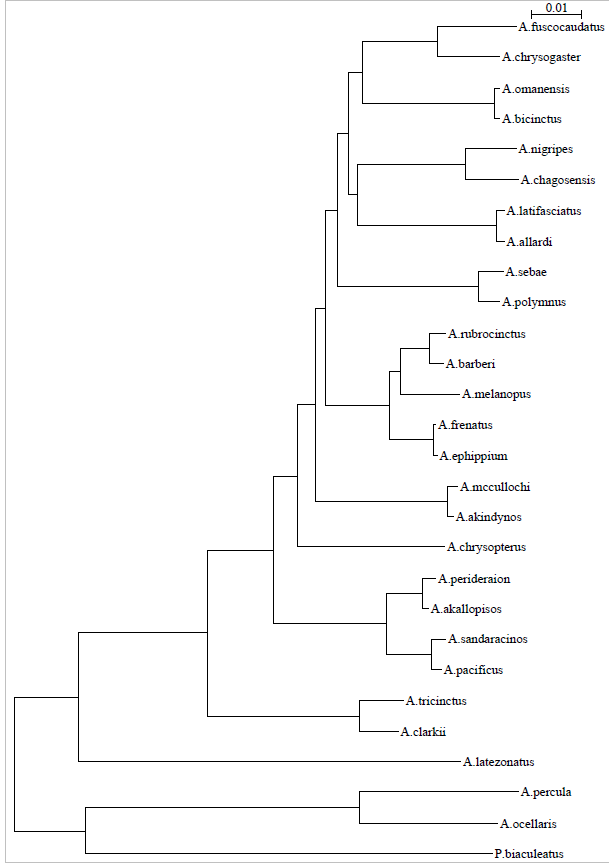 0.01
A.fuscocaudatus
A.chrysogaster
A.omanensis
A.bicinctus
A.nigripes
A.chagosensis
A.latifasciatus
A.allardi
A.sebae
A.polymnus
A.rubrocinctus
A.barberi
A.melanopus
A.frenatus
A.ephippium
A.mccullochi
A.akindynos
A.chrysopterus
A.perideraion
A.akallopisos
A.sandaracinos
A.pacificus
A.tricinctus
A.clarkii
A.latezonatus
A.percula
A.ocellaris
P.biaculeatus